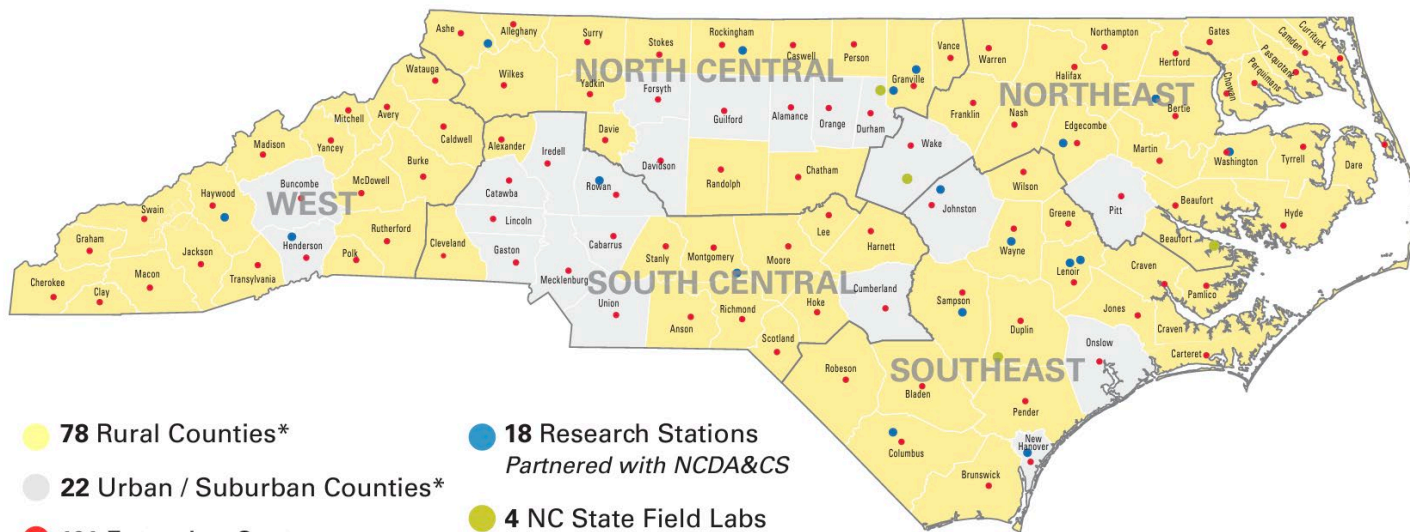 Ashe
Alleghany
Surry
Stokes
Rockingham
Caswell
Person
Vance
Warren
Northampton
Gates
Currituck
Camden
Pasquotank
Perquimans
Chowan
Hertford
Halifax
Granville
Watauga
Wilkes
Yadkin
NORTH CENTRAL
Forsyth
Guilford
Alamance
Orange
Durham
Franklin
NORTHEAST
Nash
Edgecombe
Bertie
Mitchell
Avery
Caldwell
Alexander
Davie
Iredell
Madison
Yancey
Burke
McDowell
Davidson
Randolph
Chatham
Wake
Martin
Washington
Tyrrell
Dare
Haywood
Buncombe
WEST
Catawba
Rowan
Wilson
Johnston
Pitt
Beaufort
Hyde
Swain
Graham
Jackson
Henderson
Rutherford
Polk
Cleveland
Lincoln
Gaston
Cabarrus
Lee
Harnett
Greene
Wayne
Beaufort
Cherokee
Clay
Macon
Transylvania
Mecklenburg
Stanly
Montgomery
Moore
SOUTH CENTRAL
Cumberland
Lenoir
Craven
Pamlico
Union
Anson
Richmond
Hoke
Scotland
Sampson
Duplin
Jones
Craven
Carteret
Onslow
SOUTHEAST
Robeson
Bladen
Pender
Columbus
New
Hanover
Brunswick
78 Rural Counties*
22 Urban / Suburban Counties*
18 Research Stations
Partnered with NCDA&CS
4 NC State Field Labs